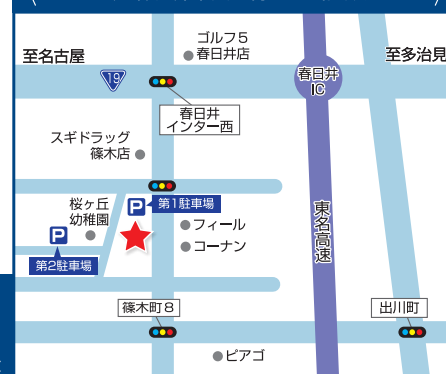 ゴルフ5
春日井店
至名古屋
19
春日井
IC
至多治見
春日井
インター西
スギドラッグ
篠木店
桜ヶ丘
幼稚園
P
第1駐車場
フィール
コーナン
P
第2駐車場
東名高速
篠木町8
出川町
ピアゴ